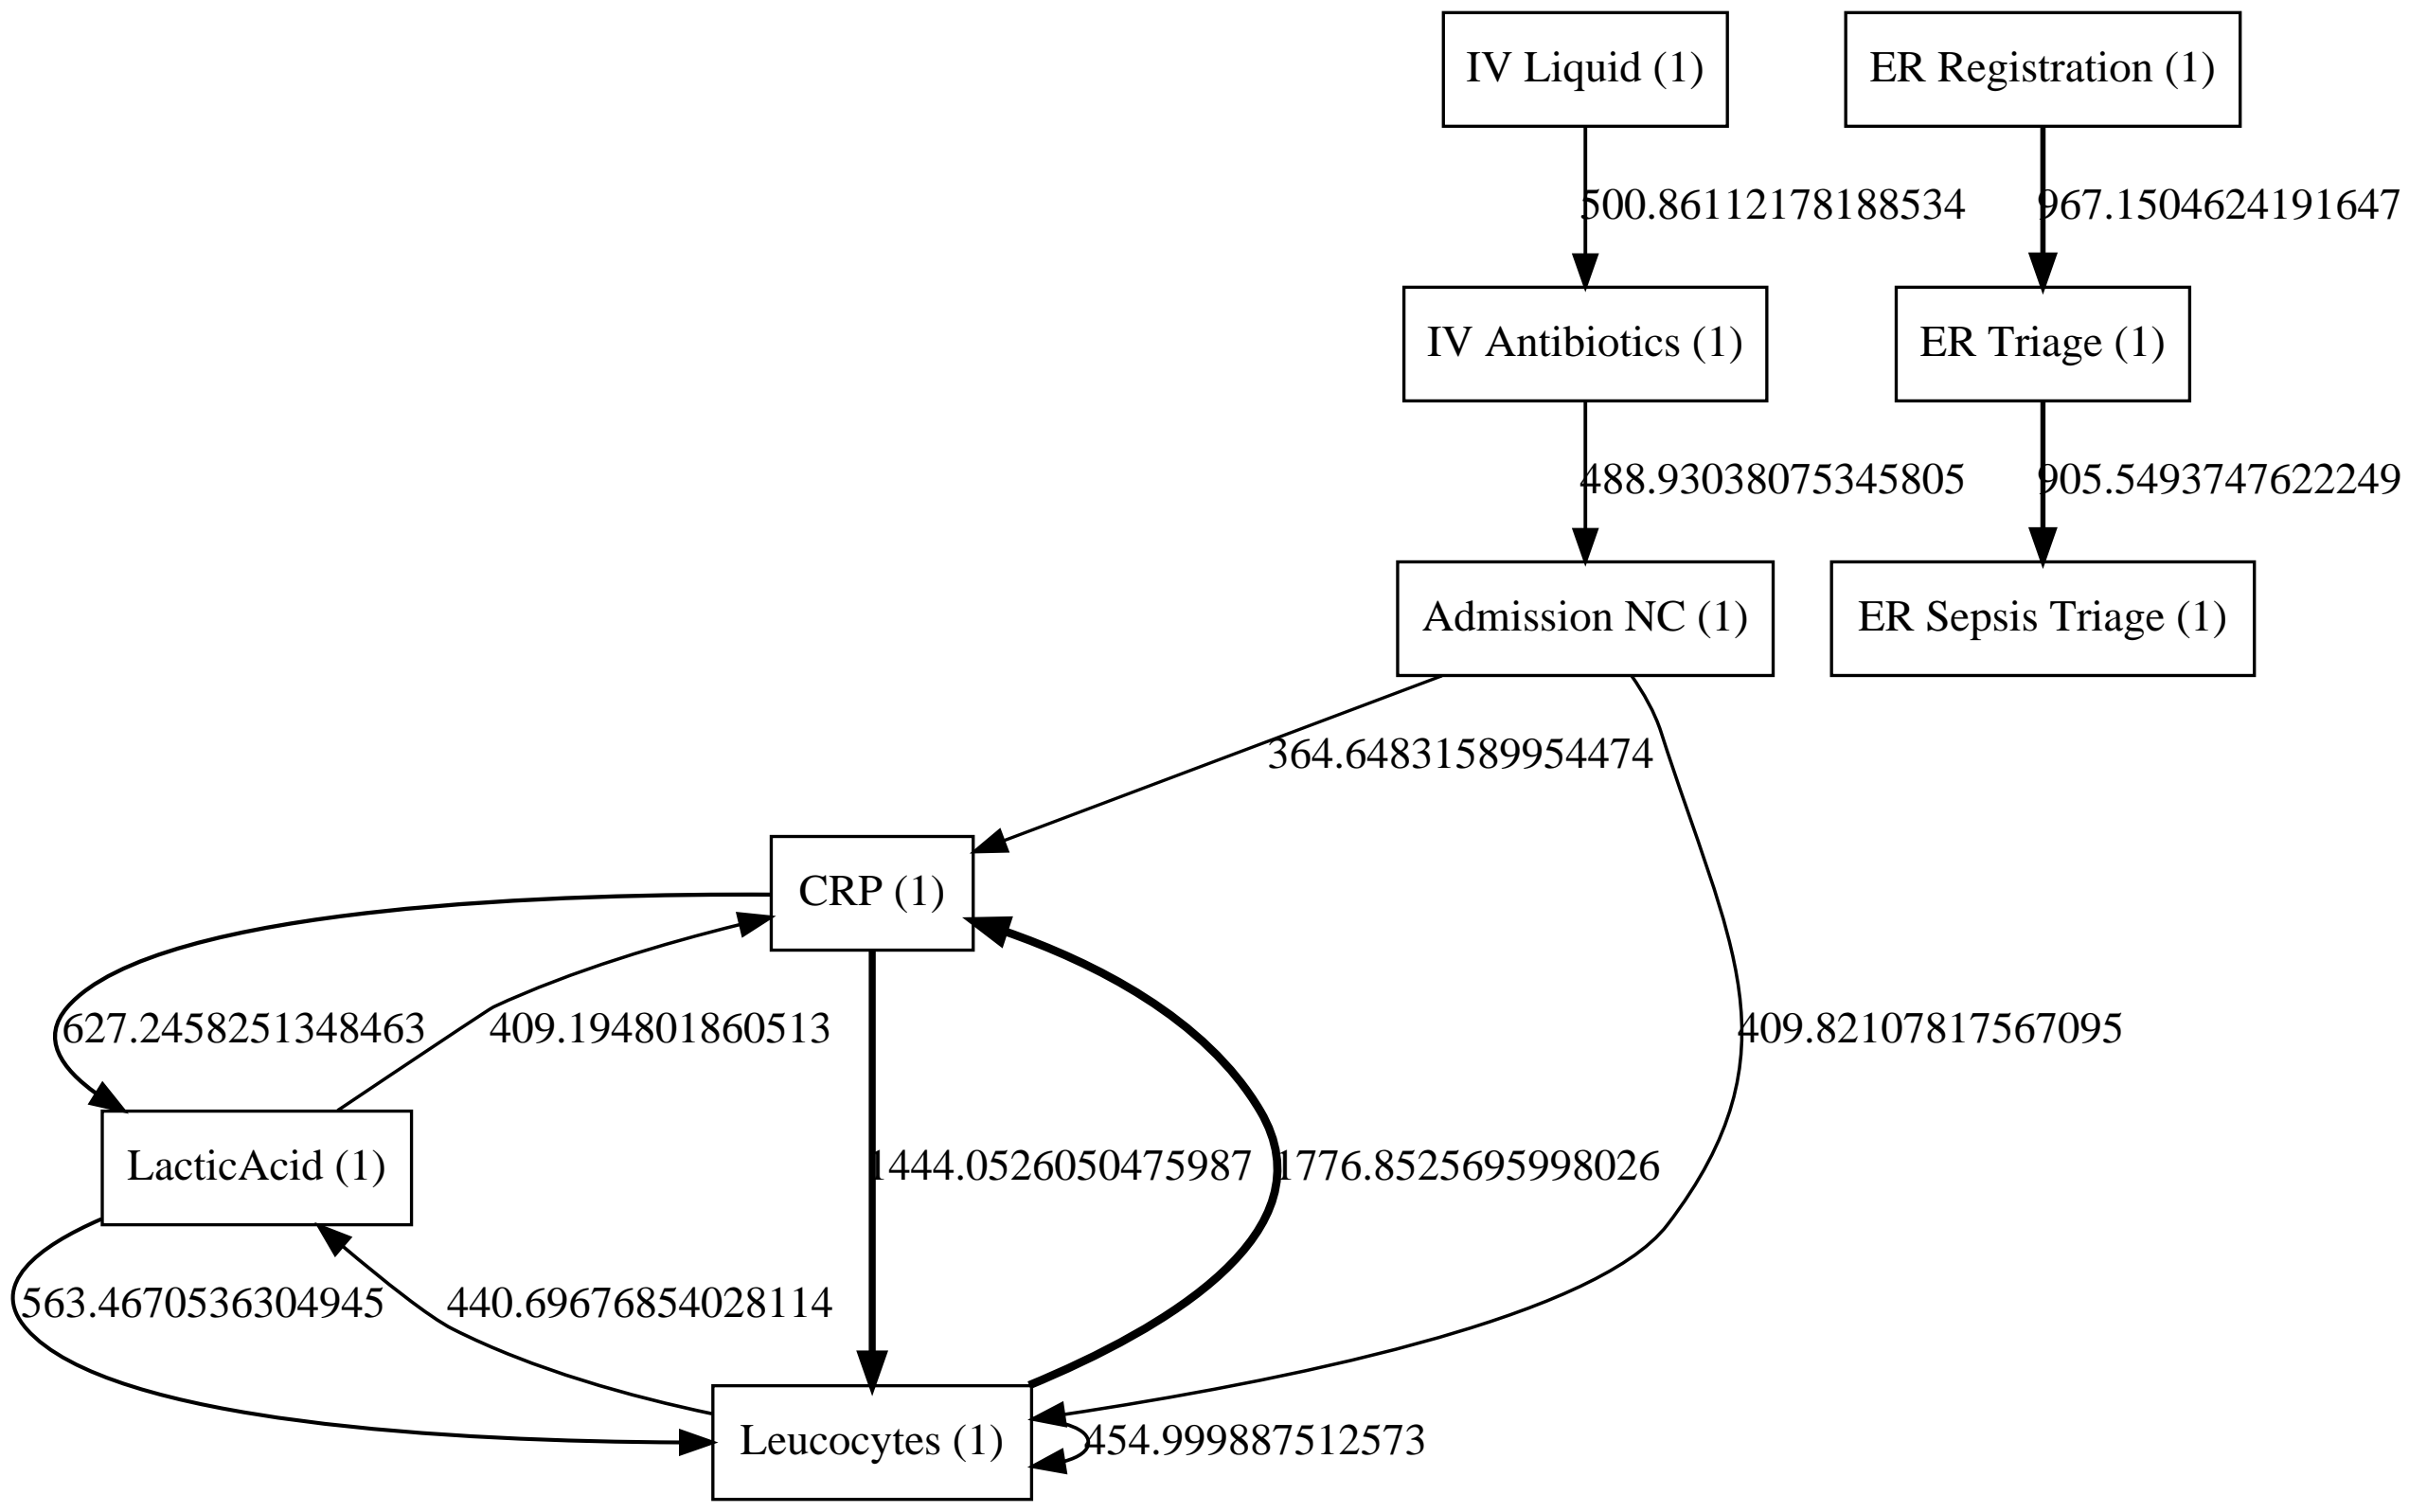 IV Liquid (1)
ER Registration (1)
500.86112178188534
967.1504624191647
IV Antibiotics (1)
ER Triage (1)
488.93038075345805
905.5493747622249
Admission NC (1)
ER Sepsis Triage (1)
364.64831589954474
CRP (1)
627.2458251348463
409.194801860513
409.82107817567095
LacticAcid (1)
1444.0526050475987
1776.8525695998026
563.4670536304945
440.69676854028114
Leucocytes (1)
454.999887512573